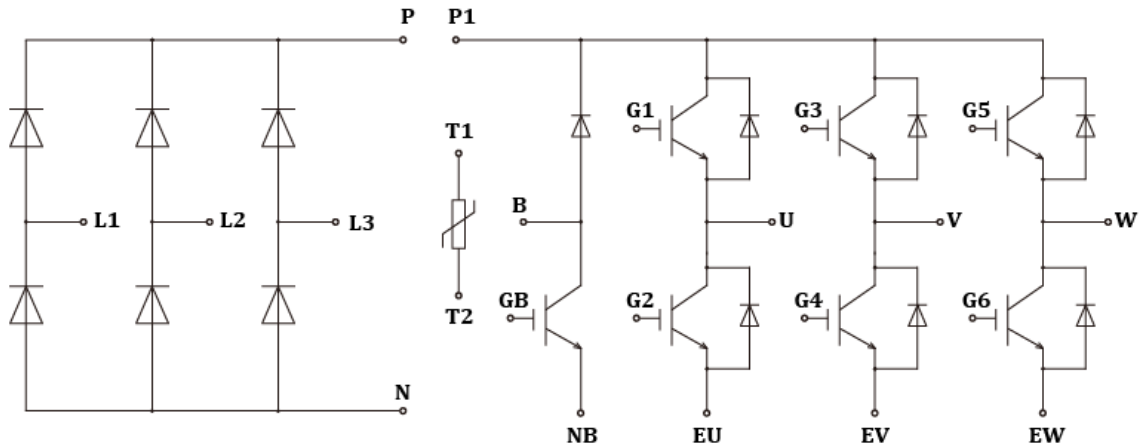 P P1
G1 G3 G5
T1
L1 L2 L3 B U V W
GB G2 G4 G6
T2
N
NB EU EV EW